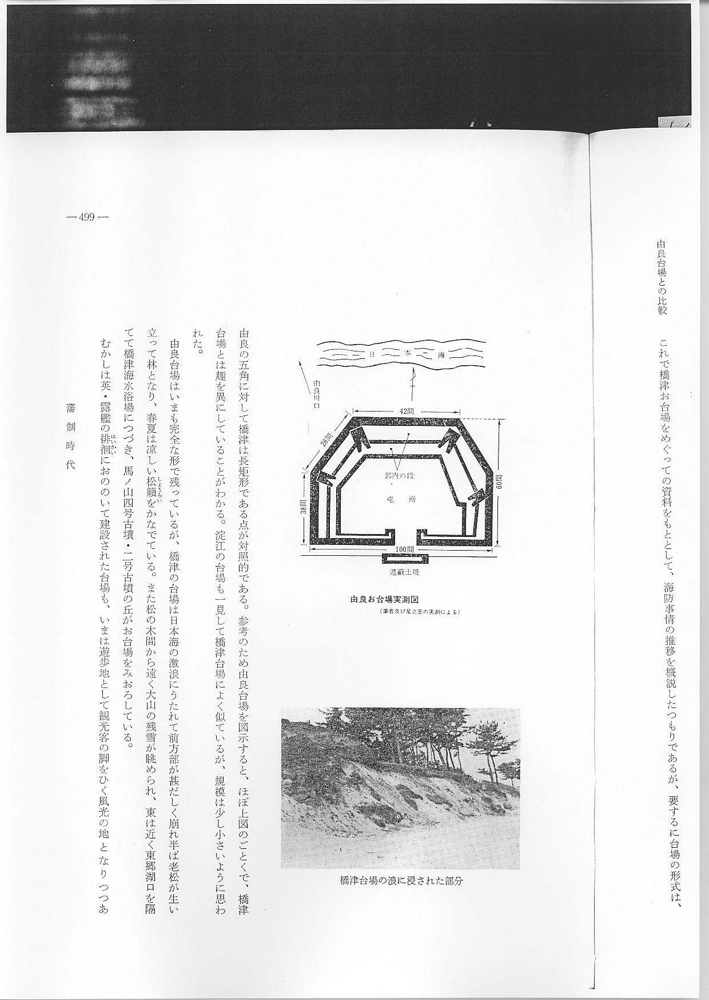 由良台場との比較
これで橋津お台場をめぐっての資料をもととして、海防事情の推移を概説したつもりであるが、要するに台場の形式は、
日本海
由良川口
42間
28間
60間
38間
郭内の段
屯所
100間
遮蔽土堤
由良お台場実測図
(筆者及び足立宏の実測による)
橋津台場の浪に浸された部分
由良の五角に対して橋津は長矩形である点が対照的である。参考のため由良台場を図示すると、ほぼ上図のごとくで、橋津
台場とは趣を異にしていることがわかる。淀江の台場も一見して橋津台場によく似ているが、規模は少し小さいように思わ
れた。
由良台場はいまも完全な形で残っているが、橋津の台場は日本海の激浪にうたれて前方部が甚だしく崩れ半ば老松が生い
立って林となり、春夏は涼しい松籟しょうらいをかなでている。また松の木間から遠く大山の残雪が眺められ、東は近く東郷湖口を隔
てて橋津海水浴場につづき、馬ノ山四号古墳・二号古墳の丘がお台場をみおろしている。
むかしは英・露艦の徘徊はいかいにおののいて建設された台場も、いまは遊歩地として観光客の脚をひく風光の地となりつつあ
藩制時代
—499—